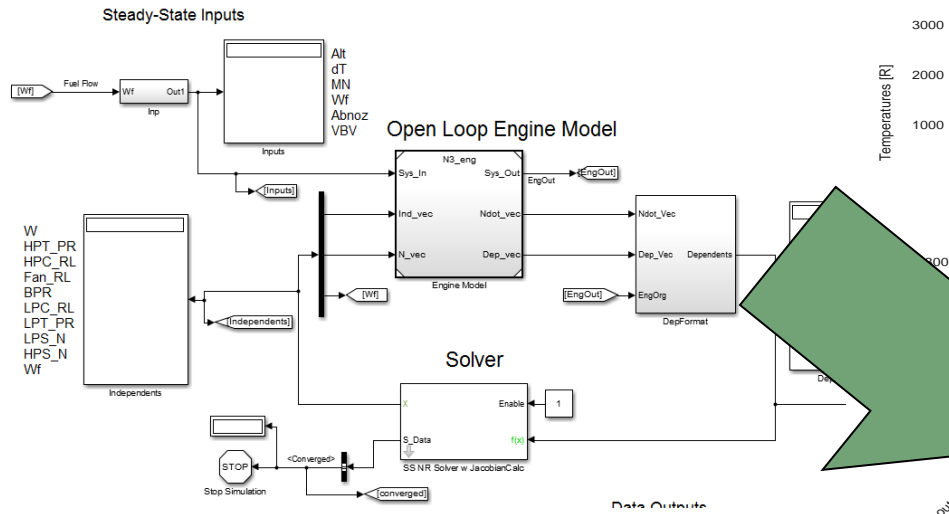 Steady-State Inputs
[Wf]
Fuel Flow
Wf
Out1
Inp
Inputs
Alt
dT
MN
Wf
Abnoz
VBV
3000
2000
1000
Temperatures [R]
Open Loop Engine Model
N3_eng
Sys_In
Sys_Out
Ind_vec
Ndot_vec
N_vec
Dep_vec
Engine Model
EngOut
[EngOut]
[Inputs]
[Wf]
Ndot_Vec
Dep_Vec
Dependents
EngOrg
DepFormat
[EngOut]
W
HPT_PR
HPC_RL
Fan_RL
BPR
LPC_RL
LPT_PR
LPS_N
HPS_N
Wf
Independents
[Independents]
Solver
X
Enable
S_Data
f(x)
SS NR Solver w JacobianCalc
1
<Converged>
STOP
Stop Simulation
[converged]